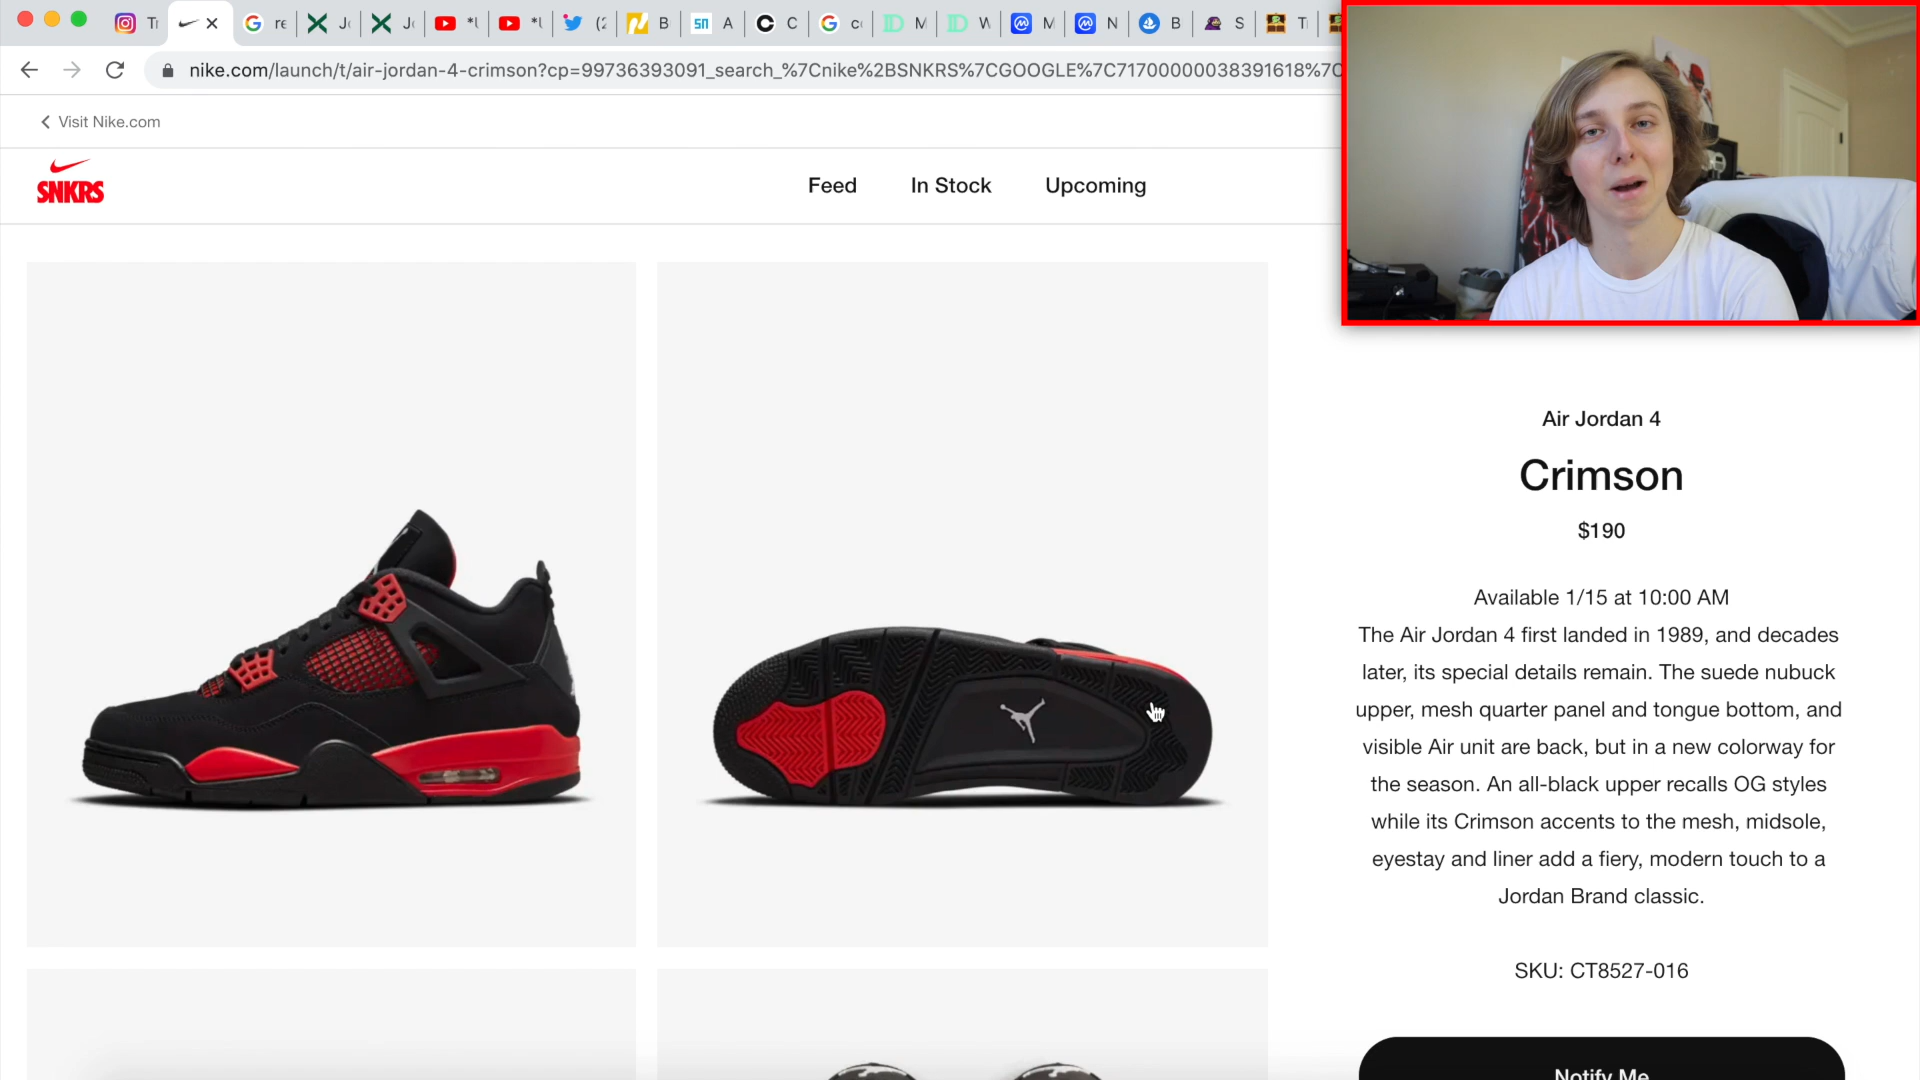 nike.com/launch/t/air-jordan-4-crimson?cp=99736393091_search_%7Cnike%2BSNKRS%7CGOOGLE%7C71700000038391618%7C
Visit Nike.com
SNKRS
Feed
In Stock
Upcoming
Air Jordan 4
Crimson
$190
Available 1/15 at 10:00 AM
The Air Jordan 4 first landed in 1989, and decades
later, its special details remain. The suede nubuck
upper, mesh quarter panel and tongue bottom, and
visible Air unit are back, but in a new colorway for
the season. An all-black upper recalls OG styles
while its Crimson accents to the mesh, midsole,
eyestay and liner add a fiery, modern touch to a
Jordan Brand classic.
SKU: CT8527-016
Notify Me